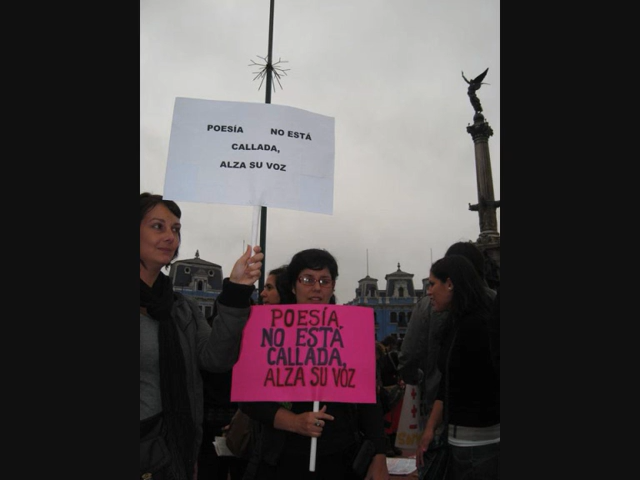 POESÍA NO ESTÁ
CALLADA,
ALZA SU VOZ
POESÍA
NO ESTÁ
CALLADA,
ALZA SU VOZ